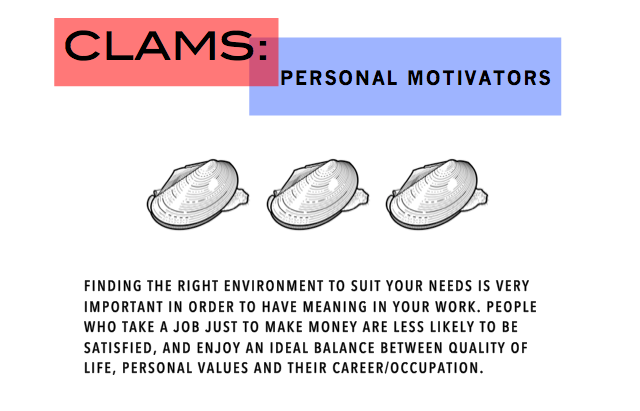 CLAMS:
PERSONAL MOTIVATORS
FINDING THE RIGHT ENVIRONMENT TO SUIT YOUR NEEDS IS VERY
IMPORTANT IN ORDER TO HAVE MEANING IN YOUR WORK. PEOPLE
WHO TAKE A JOB JUST TO MAKE MONEY ARE LESS LIKELY TO BE
SATISFIED, AND ENJOY AN IDEAL BALANCE BETWEEN QUALITY OF
LIFE, PERSONAL VALUES AND THEIR CAREER/OCCUPATION.